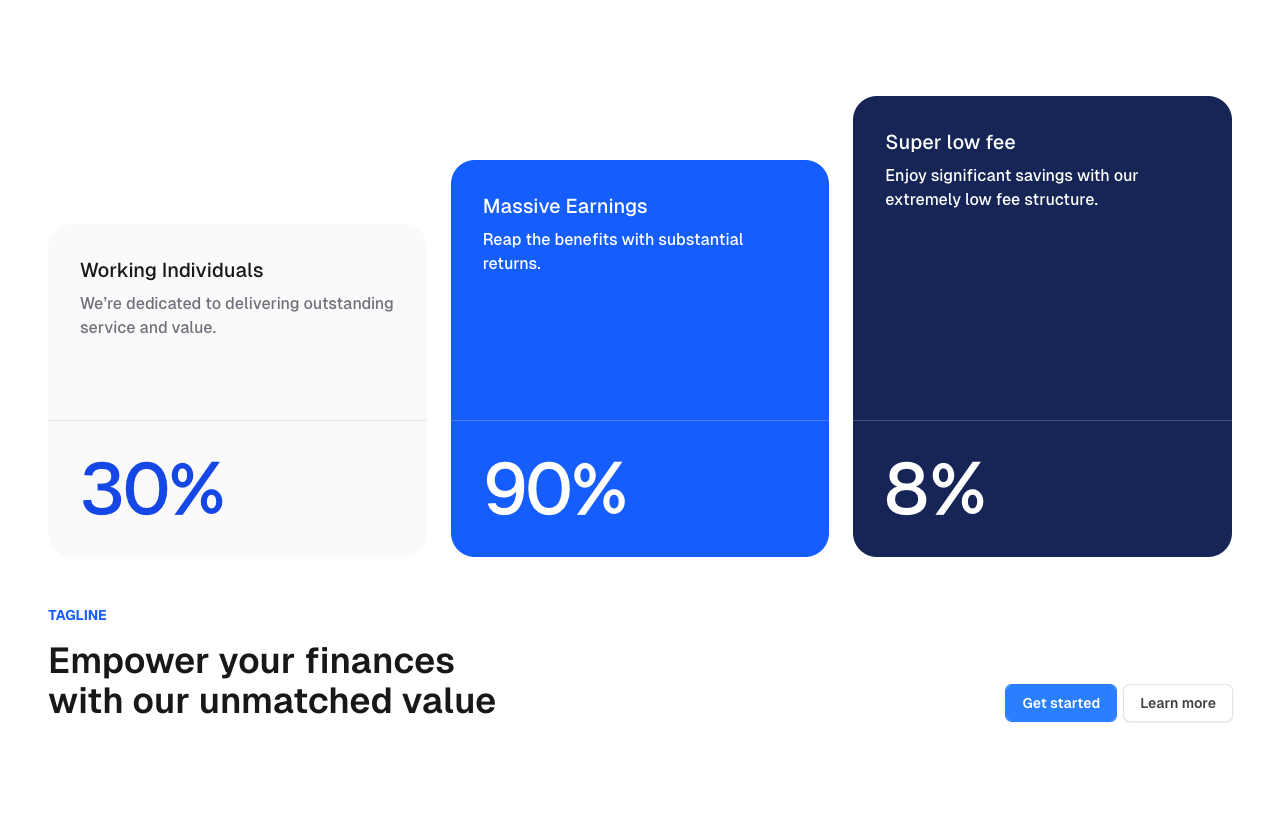 Working Individuals
We’re dedicated to delivering outstanding
service and value.
30%
Massive Earnings
Reap the benefits with substantial
returns.
90%
Super low fee
Enjoy significant savings with our
extremely low fee structure.
8%
TAGLINE
Empower your finances
with our unmatched value
Get started
Learn more